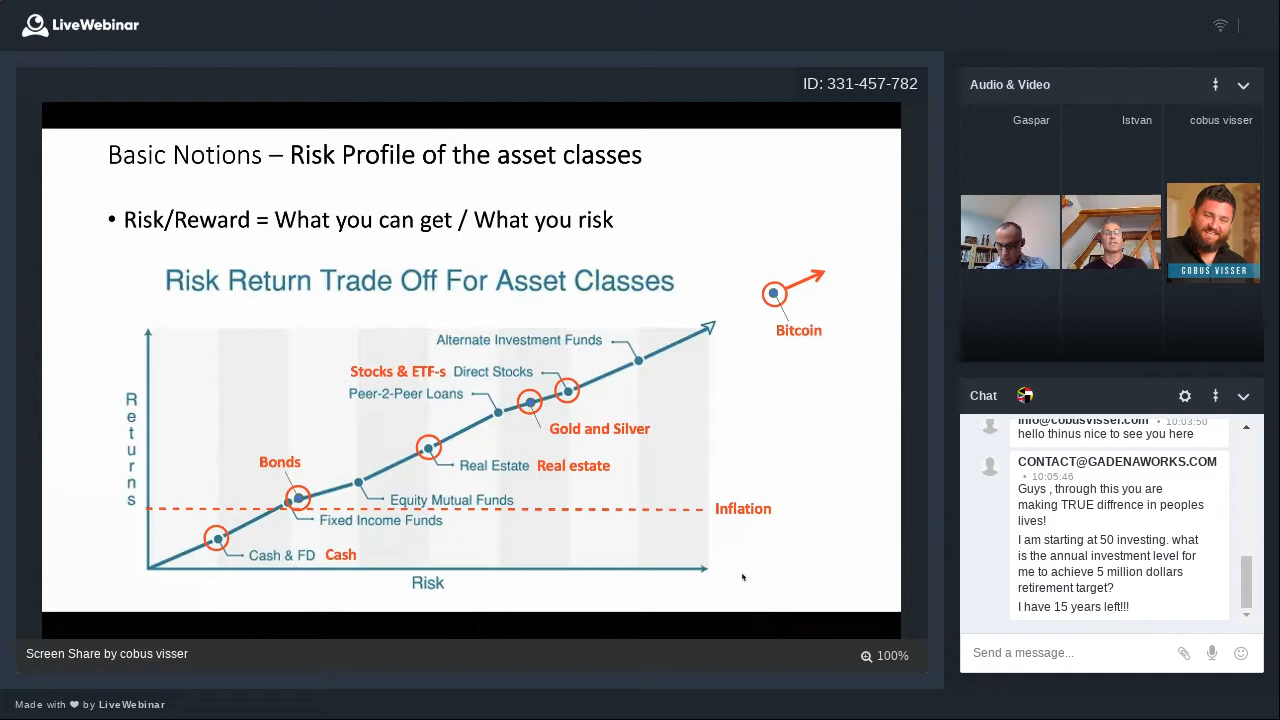 LiveWebinar
ID: 331-457-782
Basic Notions – Risk Profile of the asset classes
• Risk/Reward = What you can get / What you risk
Risk Return Trade Off For Asset Classes
Bitcoin
Alternate Investment Funds
Stocks & ETF-s Direct Stocks
Peer-2-Peer Loans
Gold and Silver
Bonds
Real Estate Real estate
Equity Mutual Funds
Inflation
Fixed Income Funds
Cash & FD Cash
Returns
Risk
Screen Share by cobus visser
100%
Made with ❤ by LiveWebinar
Audio & Video
Gaspar
Istvan
cobus visser
COBUS VISSER
Chat
info@cobusvisser.com • 10:03:50
hello thinus nice to see you here
CONTACT@GADENAWORKS.COM
• 10:05:46
Guys , through this you are
making TRUE diffrence in peoples
lives!
I am starting at 50 investing. what
is the annual investment level for
me to achieve 5 million dollars
retirement target?
I have 15 years left!!!
Send a message...